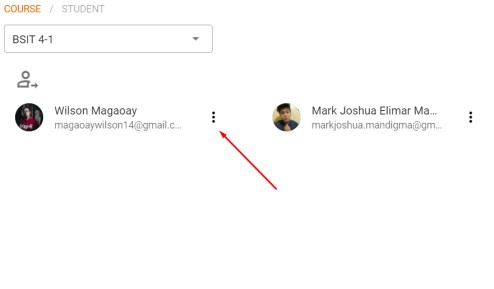 COURSE / STUDENT
BSIT 4-1
Wilson Magaoay
magaoaywilson14@gmail.c...
Mark Joshua Elimar Ma...
markjoshua.mandigma@gm...